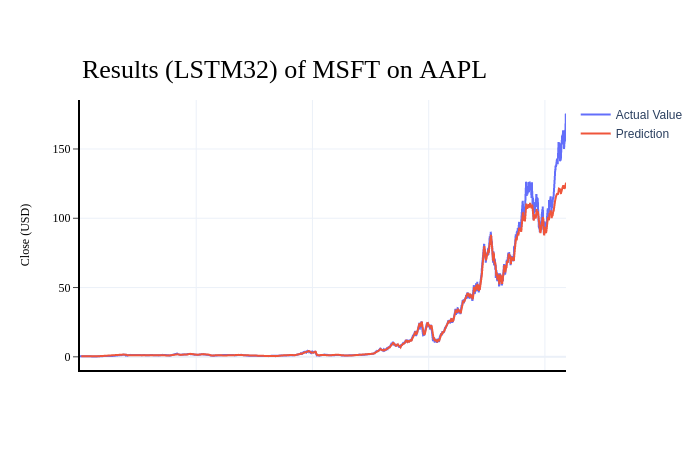 Results (LSTM32) of MSFT on AAPL
Actual Value
Prediction
150
100
50
0
Close (USD)